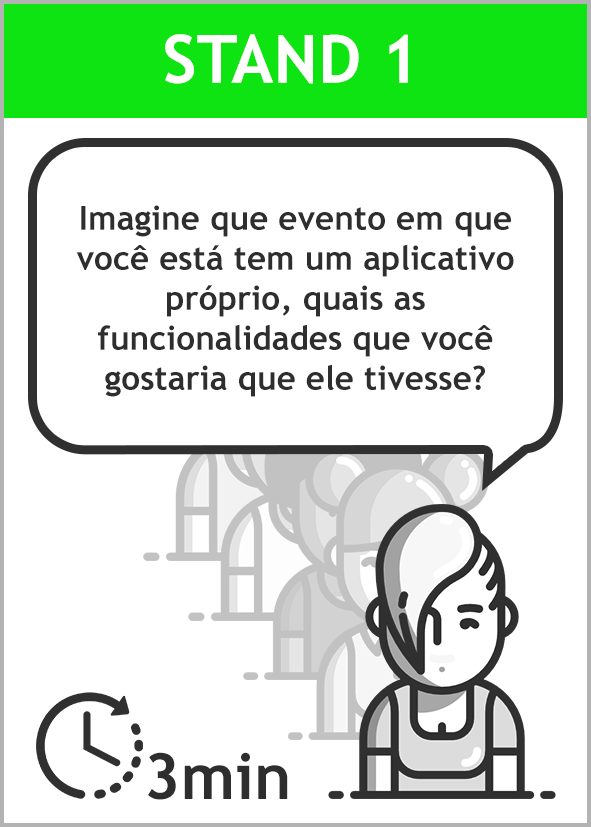 STAND 1
Imagine que evento em que
você está tem um aplicativo
próprio, quais as
funcionalidades que você
gostaria que ele tivesse?
3min